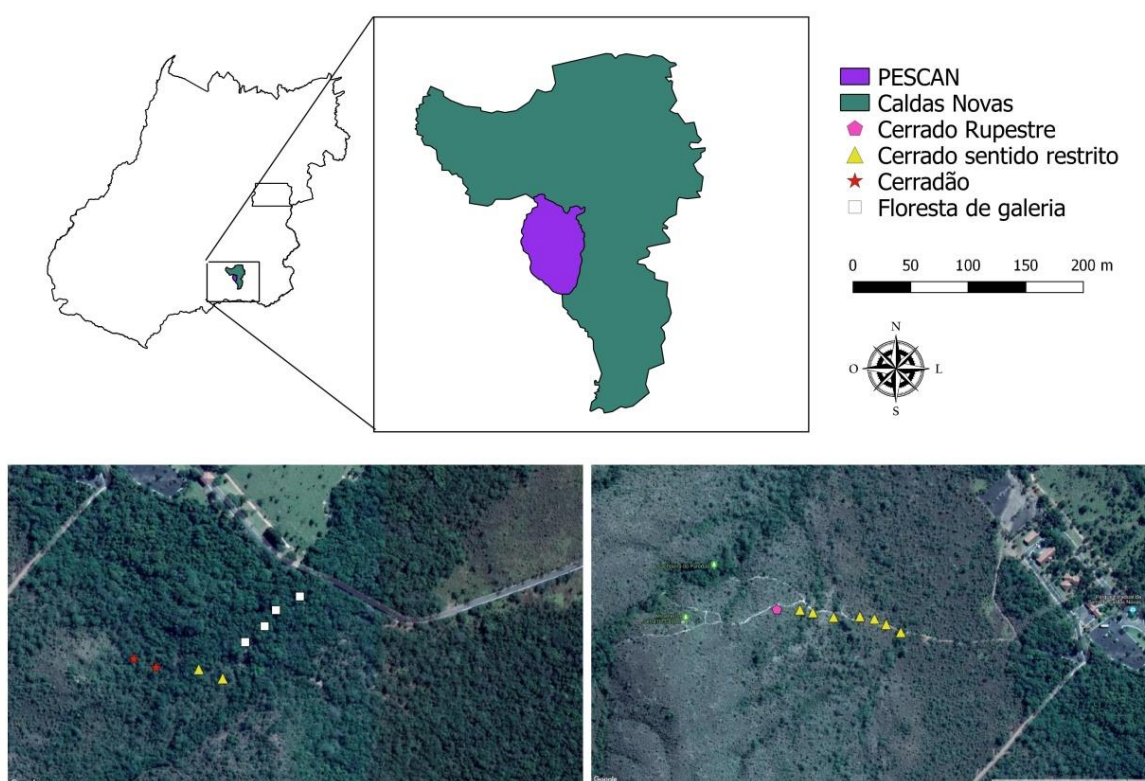 PESCAN
Caldas Novas
Cerrado Rupestre
Cerrado sentido restrito
Cerradão
Floresta de galeria
0 50 100 150 200 m
N
O L
S
Google